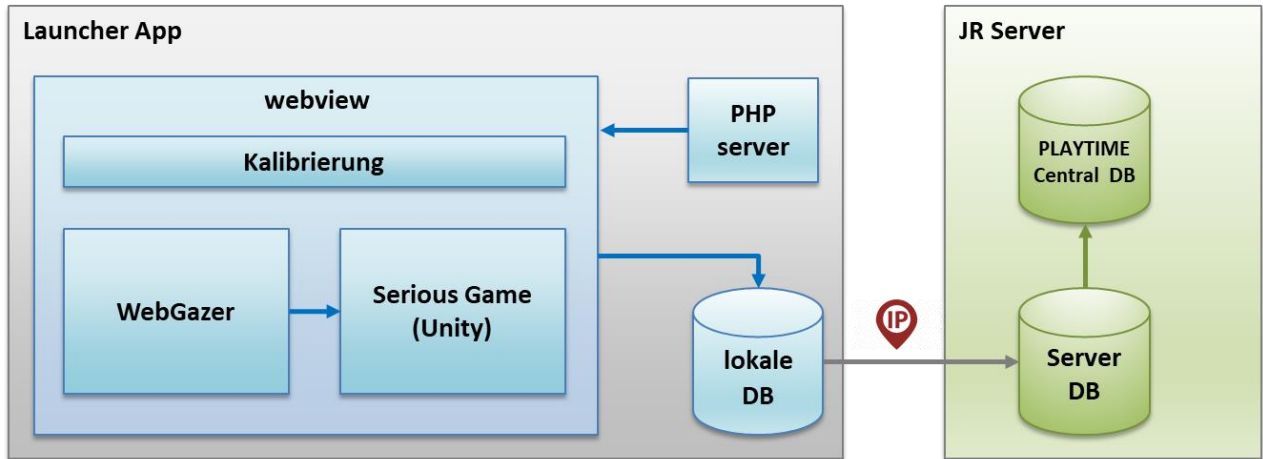 Launcher App
webview
Kalibrierung
WebGazer
Serious Game
(Unity)
PHP
server
lokale
DB
IP
JR Server
PLAYTIME
Central DB
Server
DB